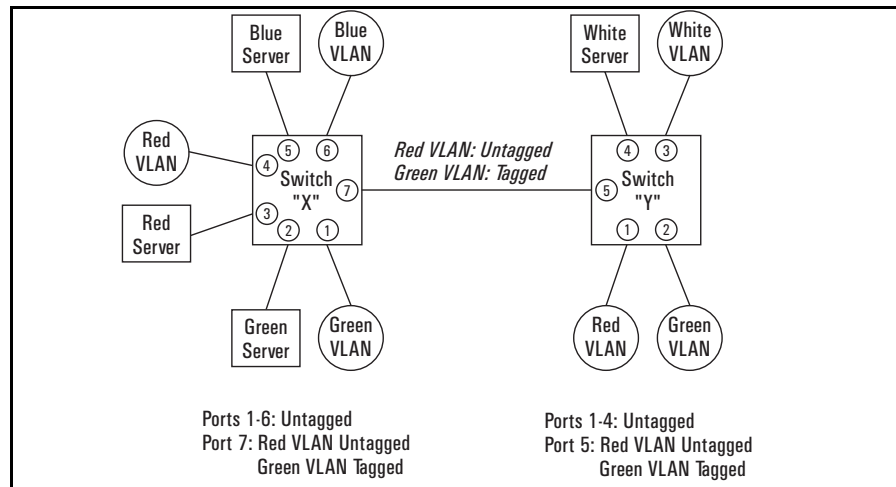 Blue
Server
Blue
VLAN
White
Server
White
VLAN
Red
VLAN
5
6
4
Switch
"X"
7
3
2
1
Red VLAN: Untagged
Green VLAN: Tagged
4
3
5
Switch
"Y"
1
2
Red
Server
Green
Server
Green
VLAN
Red
VLAN
Green
VLAN
Ports 1-6: Untagged
Port 7: Red VLAN Untagged
Green VLAN Tagged
Ports 1-4: Untagged
Port 5: Red VLAN Untagged
Green VLAN Tagged